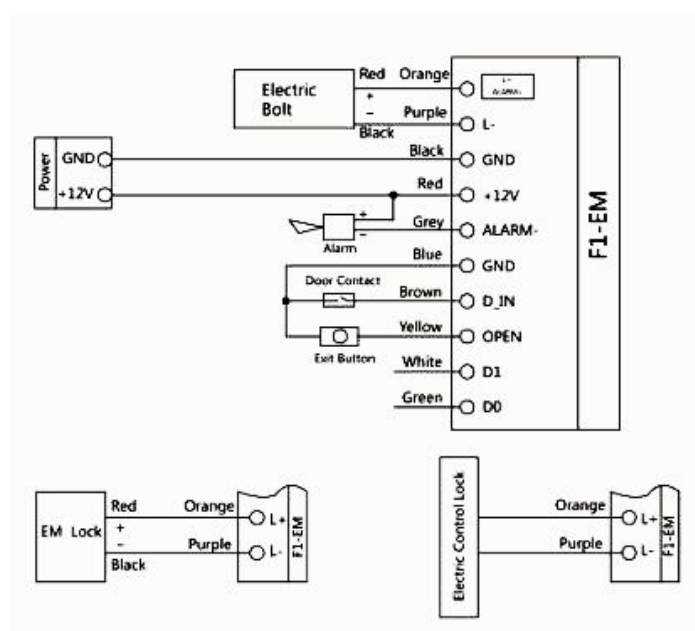 Electric
Bolt
Red
Orange
+
-
Purple
L-
Black
Power
GND
Black
GND
+12V
Red
+12V
+
-
Alarm
Grey
ALARM-
Blue
GND
Door Contact
Brown
D_IN
Yellow
OPEN
Exit Button
White
D1
Green
D0
F1-EM
EM Lock
Red
+
-
Black
Orange
L+
Purple
L-
F1-EM
Electric Control Lock
Orange
L+
Purple
L-
F1-EM